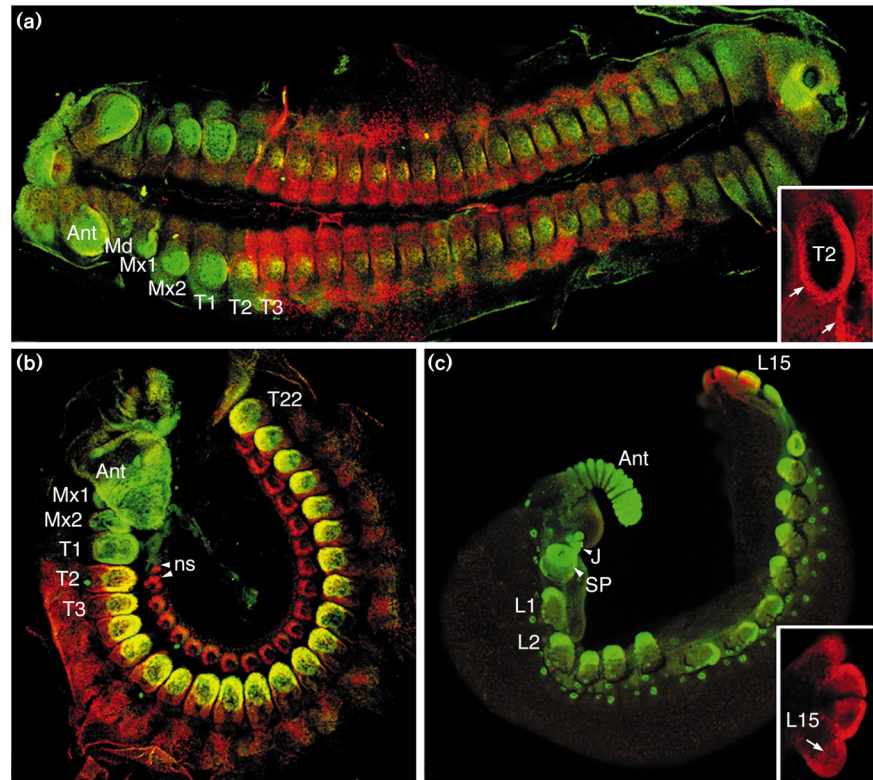 (a)
Ant
Md
Mx1
Mx2
T1
T2
T3
T2
(b)
T22
Ant
Mx1
Mx2
T1
ns
T2
T3
(c)
L15
Ant
J
SP
L1
L2
L15